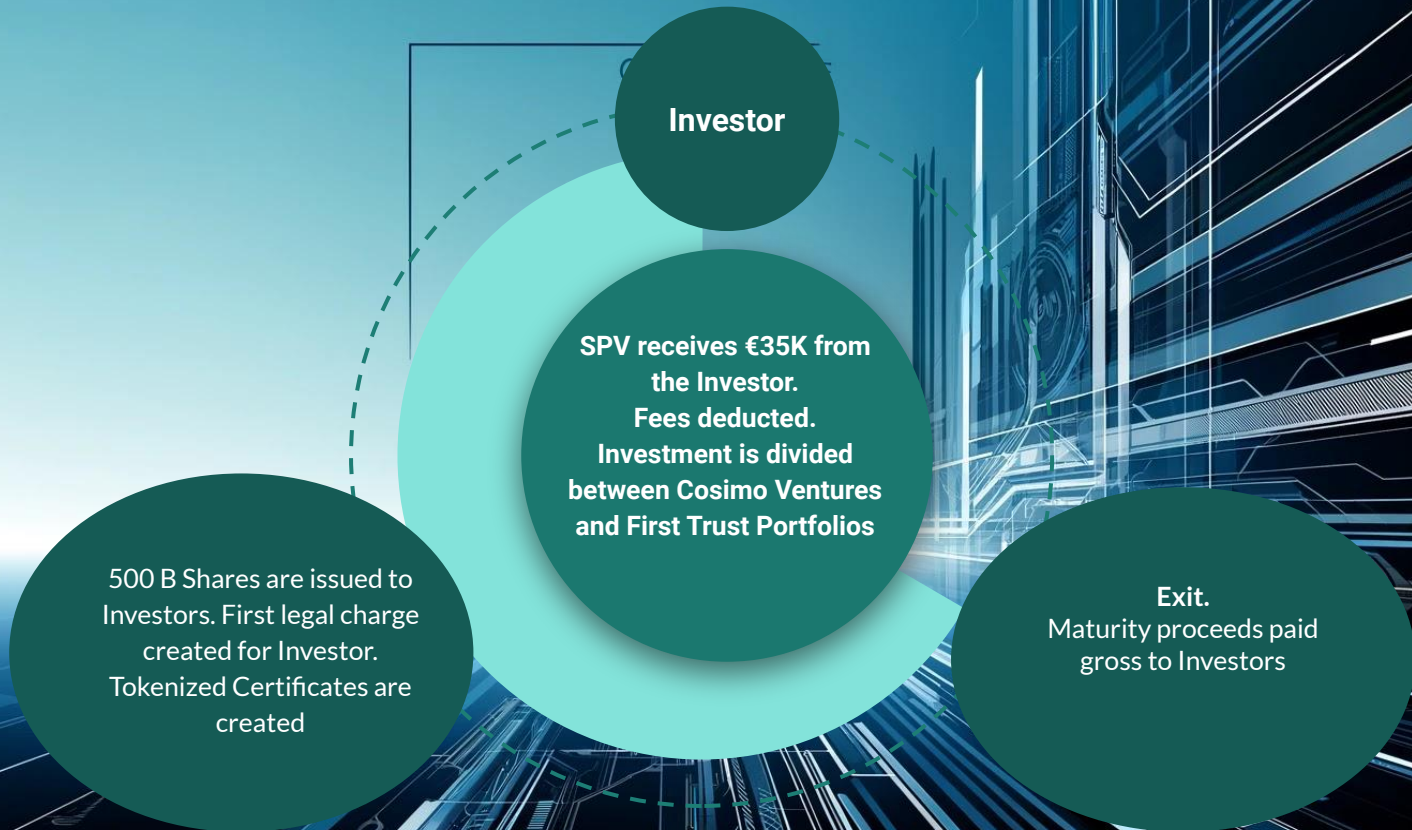 Investor
SPV receives €35K from
the Investor.
Fees deducted.
Investment is divided
between Cosimo Ventures
and First Trust Portfolios
500 B Shares are issued to
Investors. First legal charge
created for Investor.
Tokenized Certificates are
created
Exit.
Maturity proceeds paid
gross to Investors